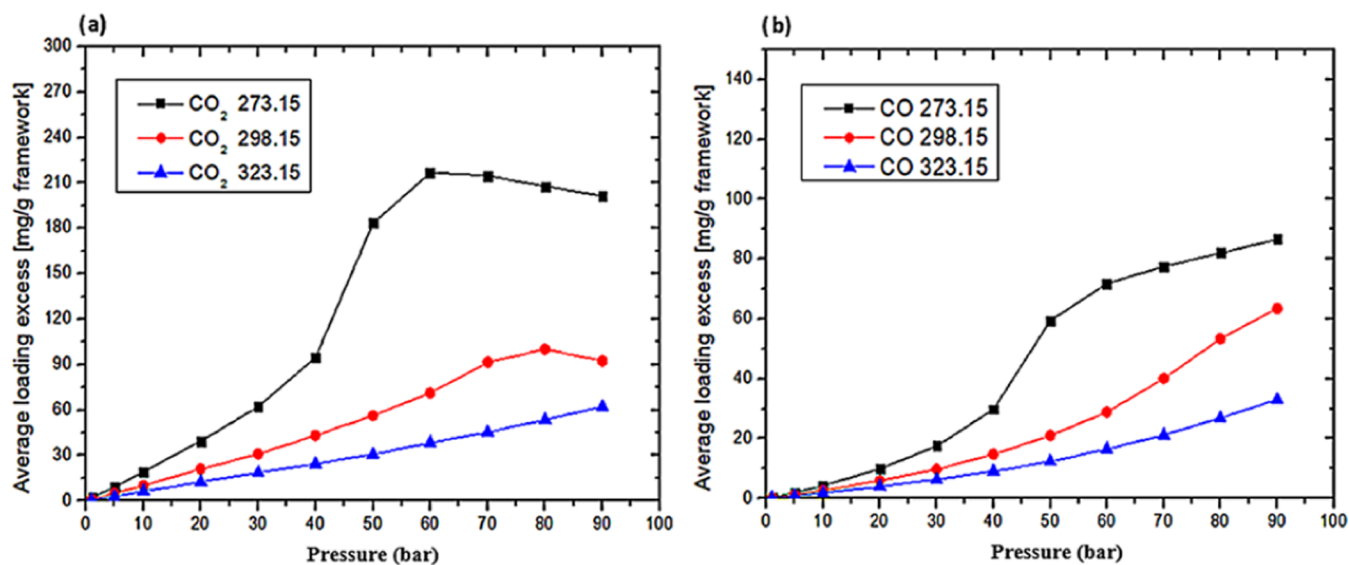 (a)
Average loading excess [mg/g framework]
300
270
240
210
180
150
120
90
60
30
0
CO₂ 273.15
CO₂ 298.15
CO₂ 323.15
0 10 20 30 40 50 60 70 80 90 100
Pressure (bar)
(b)
Average loading excess [mg/g framework]
140
120
100
80
60
40
20
0
CO 273.15
CO 298.15
CO 323.15
0 10 20 30 40 50 60 70 80 90 100
Pressure (bar)